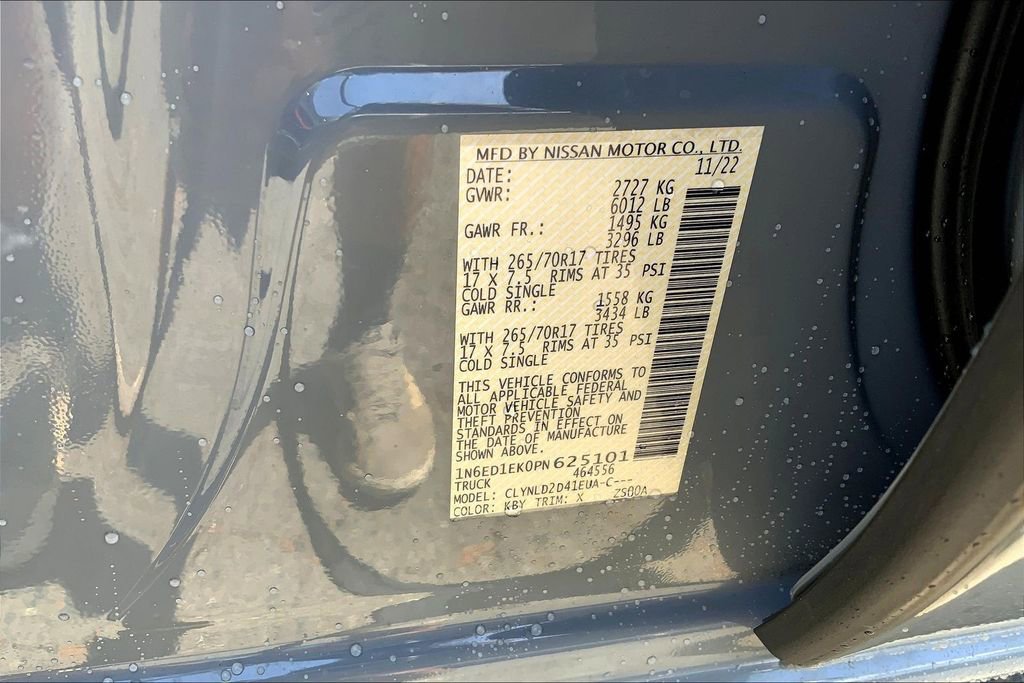 MFD BY NISSAN MOTOR CO., LTD.
DATE: 11/22
GVWR: 2727 KG
6012 LB
GAWR FR.: 1495 KG
3296 LB
WITH 265/70R17 TIRES
17 X 7.5 RIMS AT 35 PSI
COLD SINGLE
GAWR RR.: 1558 KG
3434 LB
WITH 265/70R17 TIRES
17 X 7.5 RIMS AT 35 PSI
COLD SINGLE
THIS VEHICLE CONFORMS TO
ALL APPLICABLE FEDERAL
MOTOR VEHICLE SAFETY AND
THEFT PREVENTION
STANDARDS IN EFFECT ON
THE DATE OF MANUFACTURE
SHOWN ABOVE.
1N6ED1EK0PN 625101
TRUCK 464556
MODEL: CLYNLD2D41EUA-C---
COLOR: KBY TRIM: X ZS00A